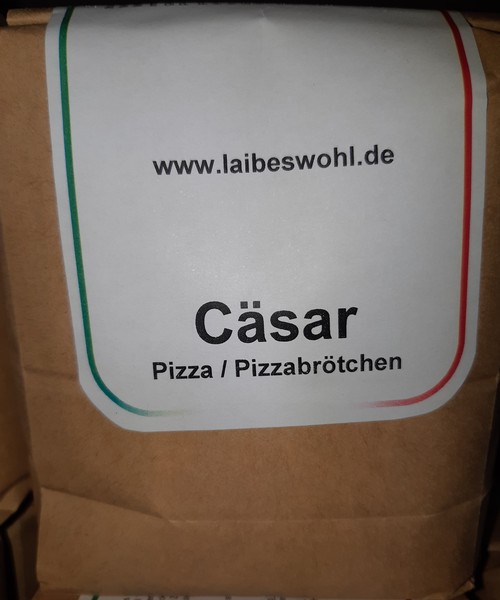 www.laibeswohl.de
Cäsar
Pizza / Pizzabrötchen